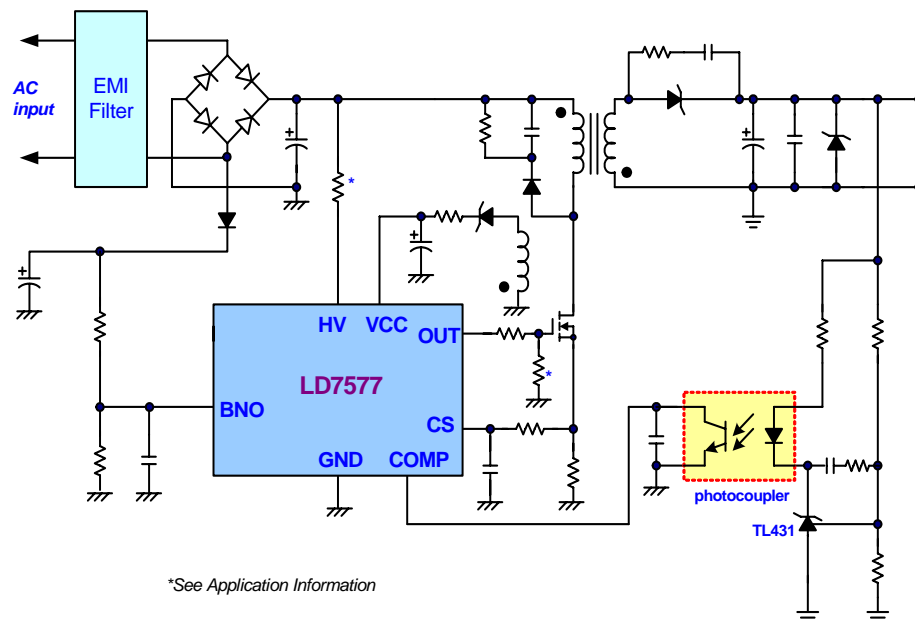 AC
input
EMI
Filter
+
*
+
+
+
HV VCC
OUT
LD7577
*
BNO
CS
GND COMP
photocoupler
TL431
*See Application Information